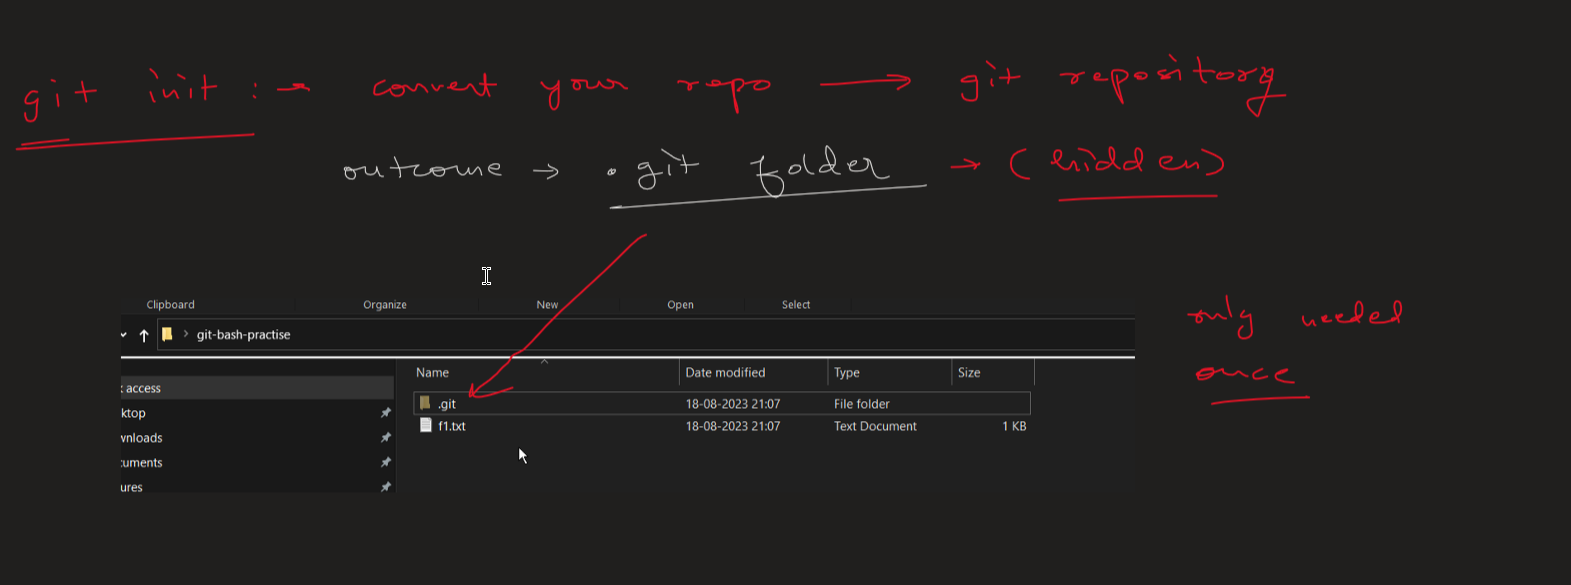 git init :→ convert your repo → git repository
outcome → .git folder → (hidden)
Clipboard Organize New Open Select
git-bash-practise
only needed
once
Name Date modified Type Size
access
.git 18-08-2023 21:07 File folder
ktop
f1.txt 18-08-2023 21:07 Text Document 1 KB
wnloads
cuments
ures